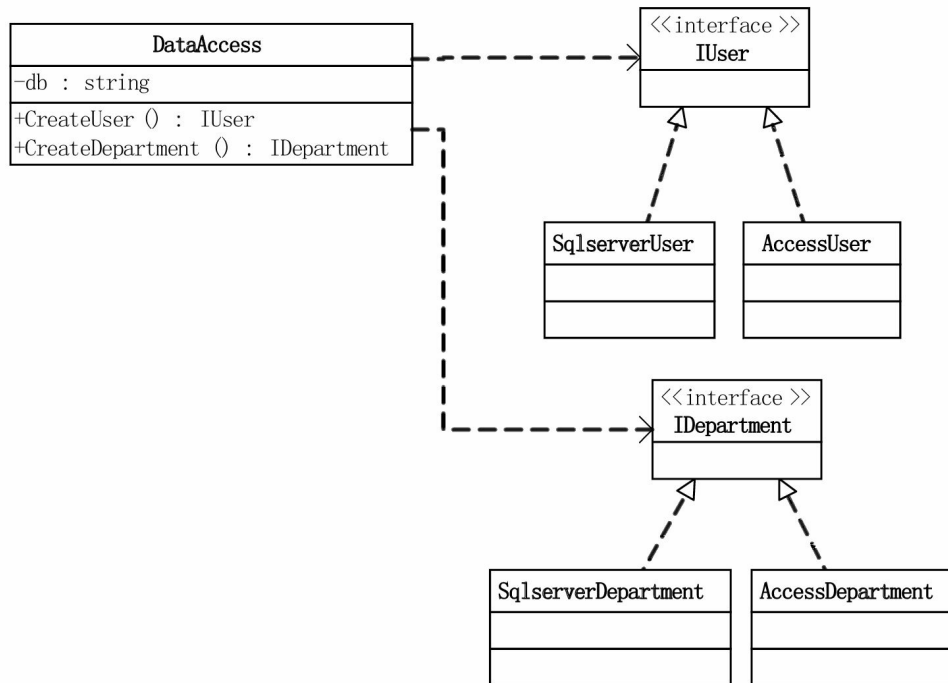 DataAccess
-db : string
+CreateUser () : IUser
+CreateDepartment () : IDepartment
<<interface >>
IUser
SqlserverUser
AccessUser
<<interface >>
IDepartment
SqlserverDepartment
AccessDepartment